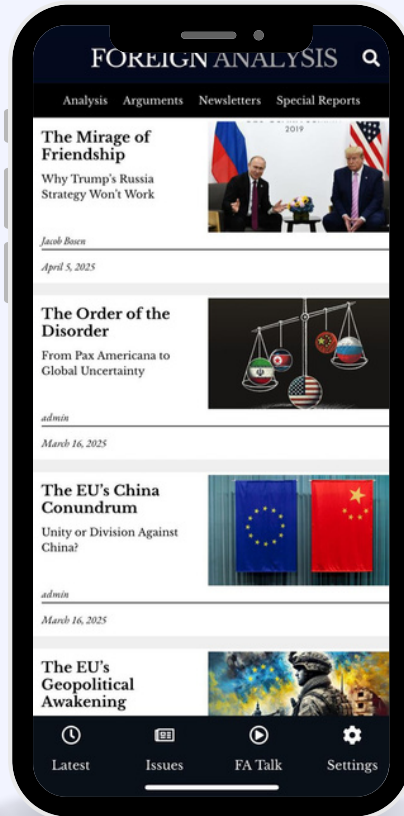 FOREIGN ANALYSIS
Analysis Arguments Newsletters Special Reports
The Mirage of
Friendship
Why Trump's Russia
Strategy Won't Work
Jacob Bosen
April 5, 2025
2019
The Order of the
Disorder
From Pax Americana to
Global Uncertainty
admin
March 16, 2025
The EU's China
Conundrum
Unity or Division Against
China?
admin
March 16, 2025
The EU's
Geopolitical
Awakening
Latest Issues FA Talk Settings